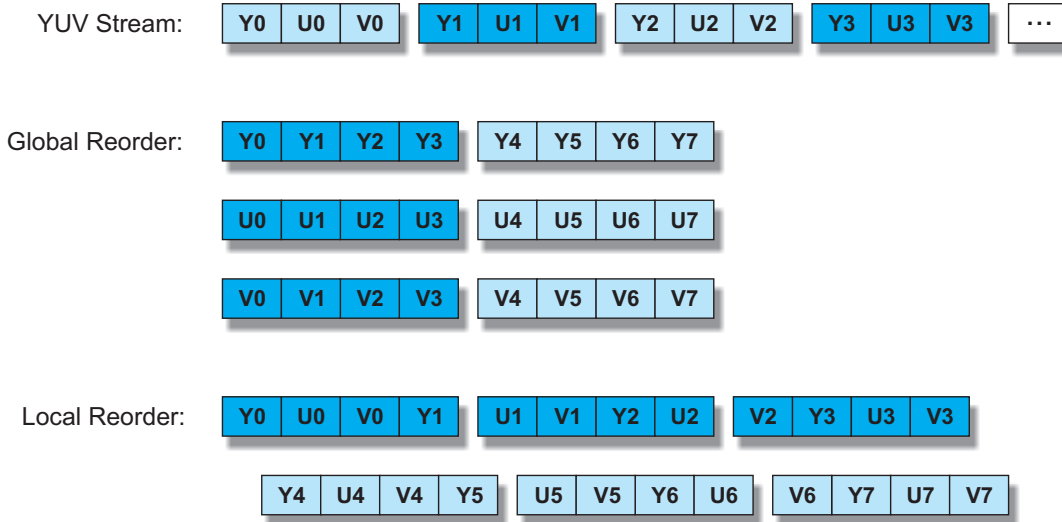 YUV Stream: Y0 U0 V0 Y1 U1 V1 Y2 U2 V2 Y3 U3 V3 ...
Global Reorder: Y0 Y1 Y2 Y3 Y4 Y5 Y6 Y7
U0 U1 U2 U3 U4 U5 U6 U7
V0 V1 V2 V3 V4 V5 V6 V7
Local Reorder: Y0 U0 V0 Y1 U1 V1 Y2 U2 V2 Y3 U3 V3
Y4 U4 V4 Y5 U5 V5 Y6 U6 V6 Y7 U7 V7